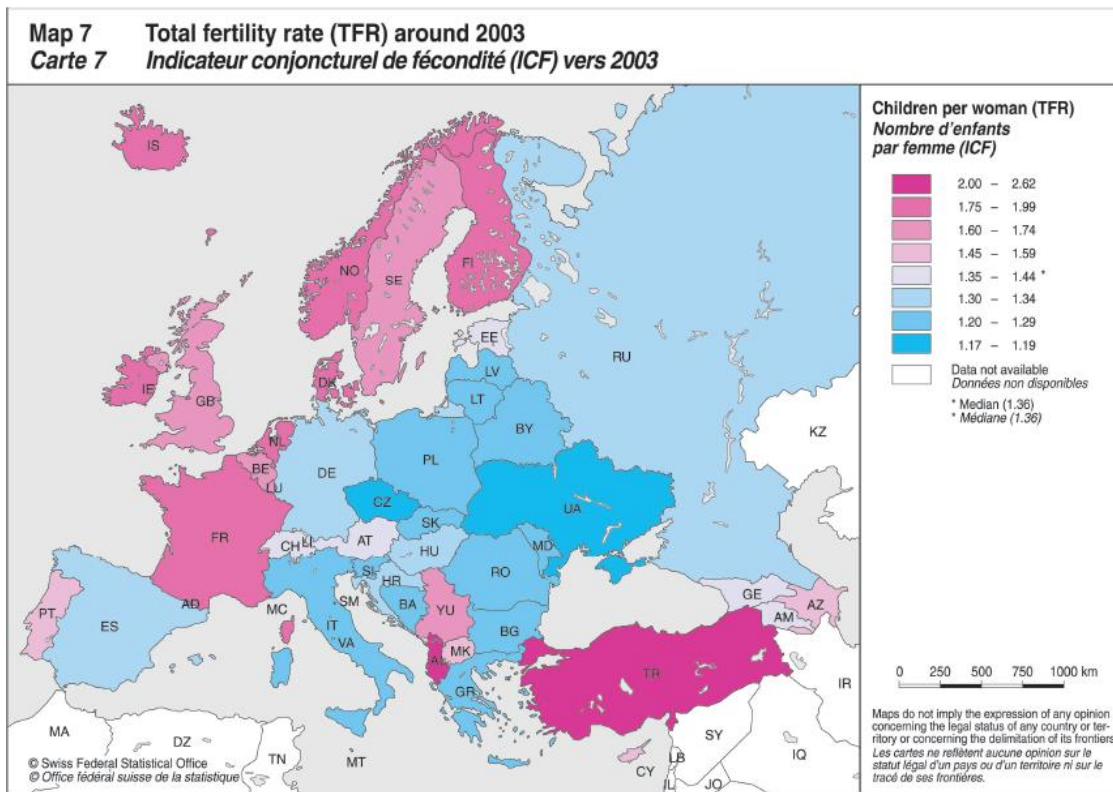 Map 7 Total fertility rate (TFR) around 2003
Carte 7 Indicateur conjoncturel de fécondité (ICF) vers 2003
Children per woman (TFR)
Nombre d'enfants
par femme (ICF)
2.00 – 2.62
1.75 – 1.99
1.60 – 1.74
1.45 – 1.59
1.35 – 1.44 *
1.30 – 1.34
1.20 – 1.29
1.17 – 1.19
Data not available
Données non disponibles
* Median (1.36)
* Médiane (1.36)
IS
NO
SE
FI
EE
RU
LV
LT
DK
IE
GB
BY
KZ
NL
BE
LU
DE
PL
CZ
UA
SK
FR
CH
LI
AT
HU
MD
SI
HR
RO
SM
BA
YU
GE
AZ
AM
PT
ES
AD
MC
IT
VA
BG
MK
AL
GR
TR
IR
MA
DZ
TN
MT
CY
SY
LB
IQ
IL
JO
0 250 500 750 1000 km
Maps do not imply the expression of any opinion
concerning the legal status of any country or ter-
ritory or concerning the delimitation of its frontiers
Les cartes ne reflètent aucune opinion sur le
statut légal d'un pays ou d'un territoire ni sur le
tracé de ses frontières.
© Swiss Federal Statistical Office
© Office fédéral suisse de la statistique